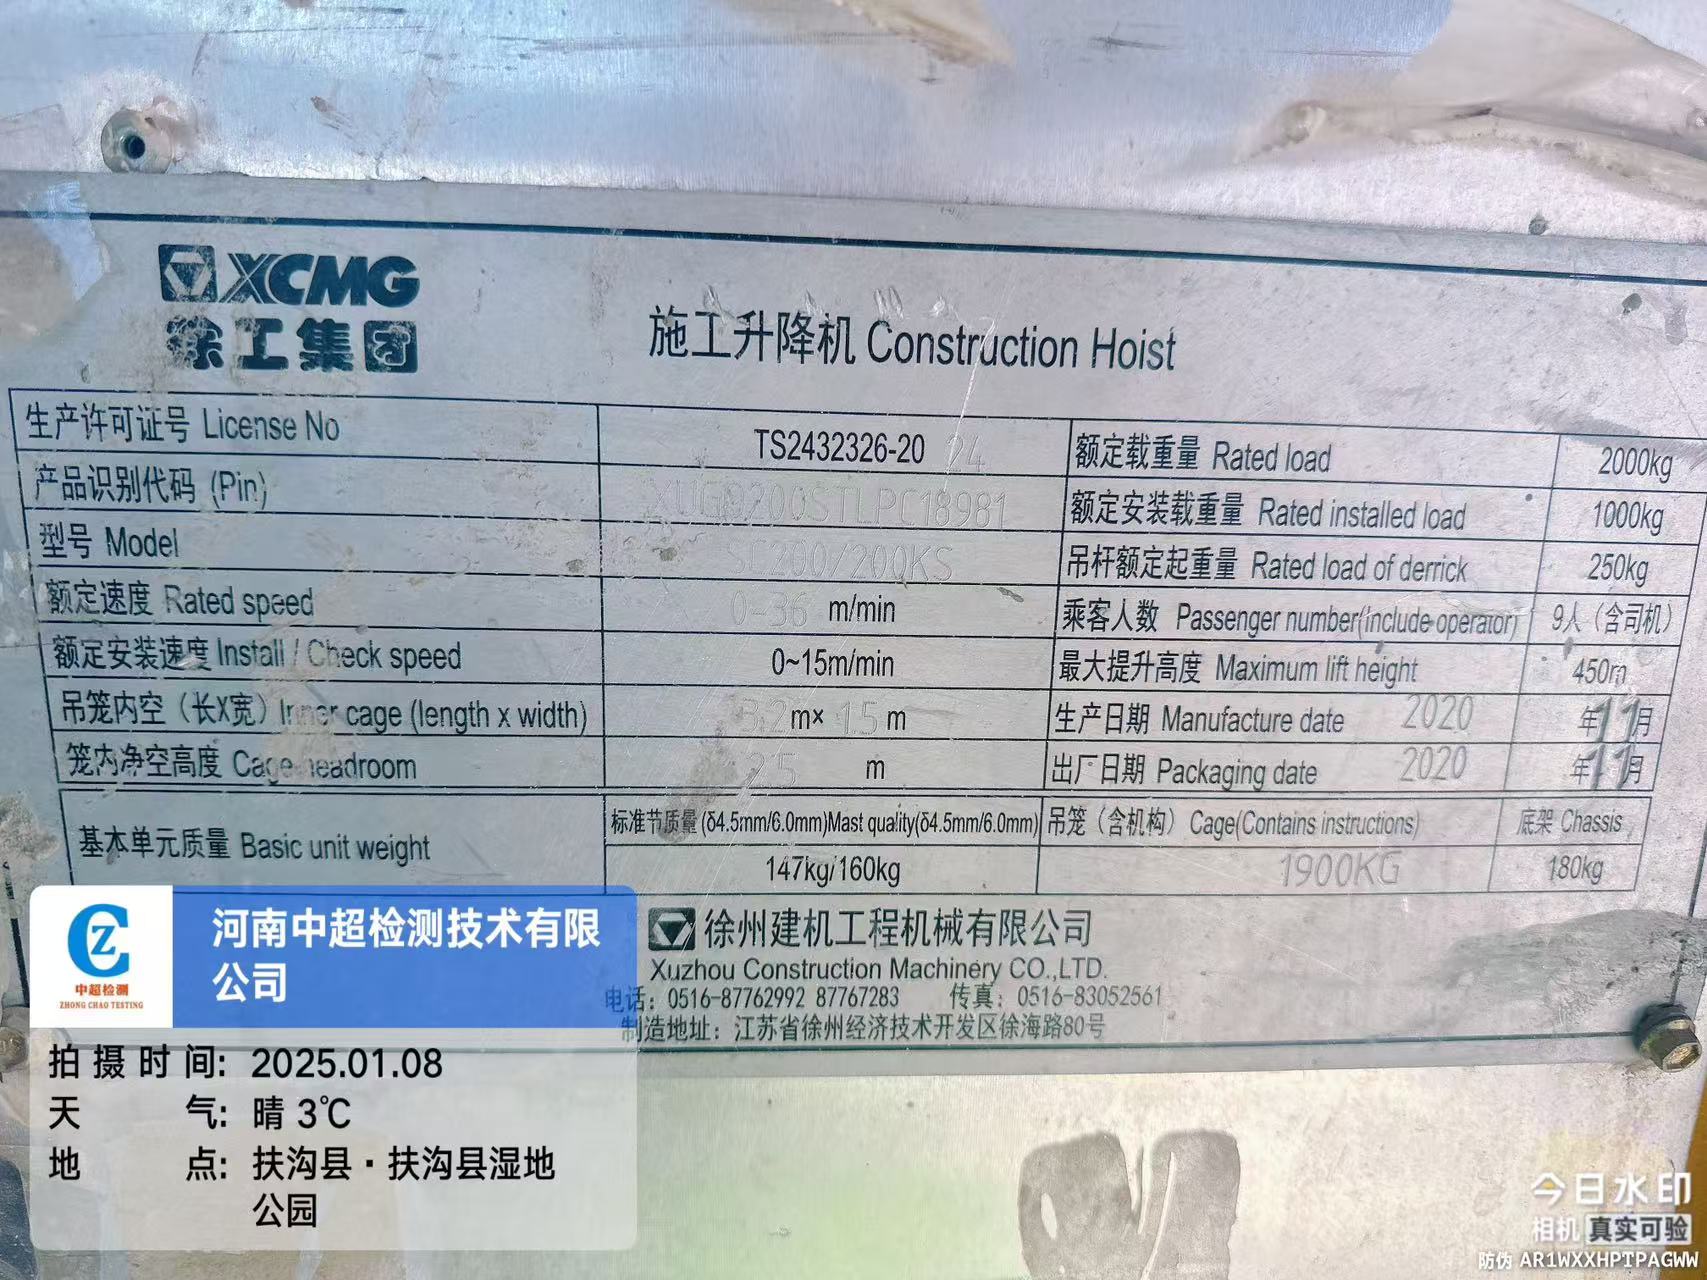 XCMG
徐工集团
施工升降机 Construction Hoist
生产许可证号 License No TS2432326-20 24 额定载重量 Rated load 2000kg
产品识别代码 (Pin) XUG0200STLPC18981 额定安装载重量 Rated installed load 1000kg
型号 Model 200/200KS 吊杆额定起重量 Rated load of derrick 250kg
额定速度 Rated speed 0-36 m/min 乘客人数 Passenger number(include operator) 9人（含司机）
额定安装速度 Install / Check speed 0~15m/min 最大提升高度 Maximum lift height 450m
吊笼内空（长X宽）Inner cage (length x width) 3.2 m× 1.5 m 生产日期 Manufacture date 2020 年 11 月
笼内净空高度 Cage headroom 2.5 m 出厂日期 Packaging date 2020 年 11 月
基本单元质量 Basic unit weight 标准节质量(δ4.5mm/6.0mm)Mast quality(δ4.5mm/6.0mm) 吊笼（含机构）Cage(Contains instructions) 底架 Chassis
147kg/160kg 1900KG 180kg
徐州建机工程机械有限公司
Xuzhou Construction Machinery CO.,LTD.
电话：0516-87762992 87767283 传真：0516-83052561
制造地址：江苏省徐州经济技术开发区徐海路80号
中超检测
ZHONG CHAO TESTING
河南中超检测技术有限
公司
拍摄时间: 2025.01.08
天气: 晴 3℃
地点: 扶沟县·扶沟县湿地
公园
今日水印
相机 真实可验
防伪 AR1WXXHPTPAGWW